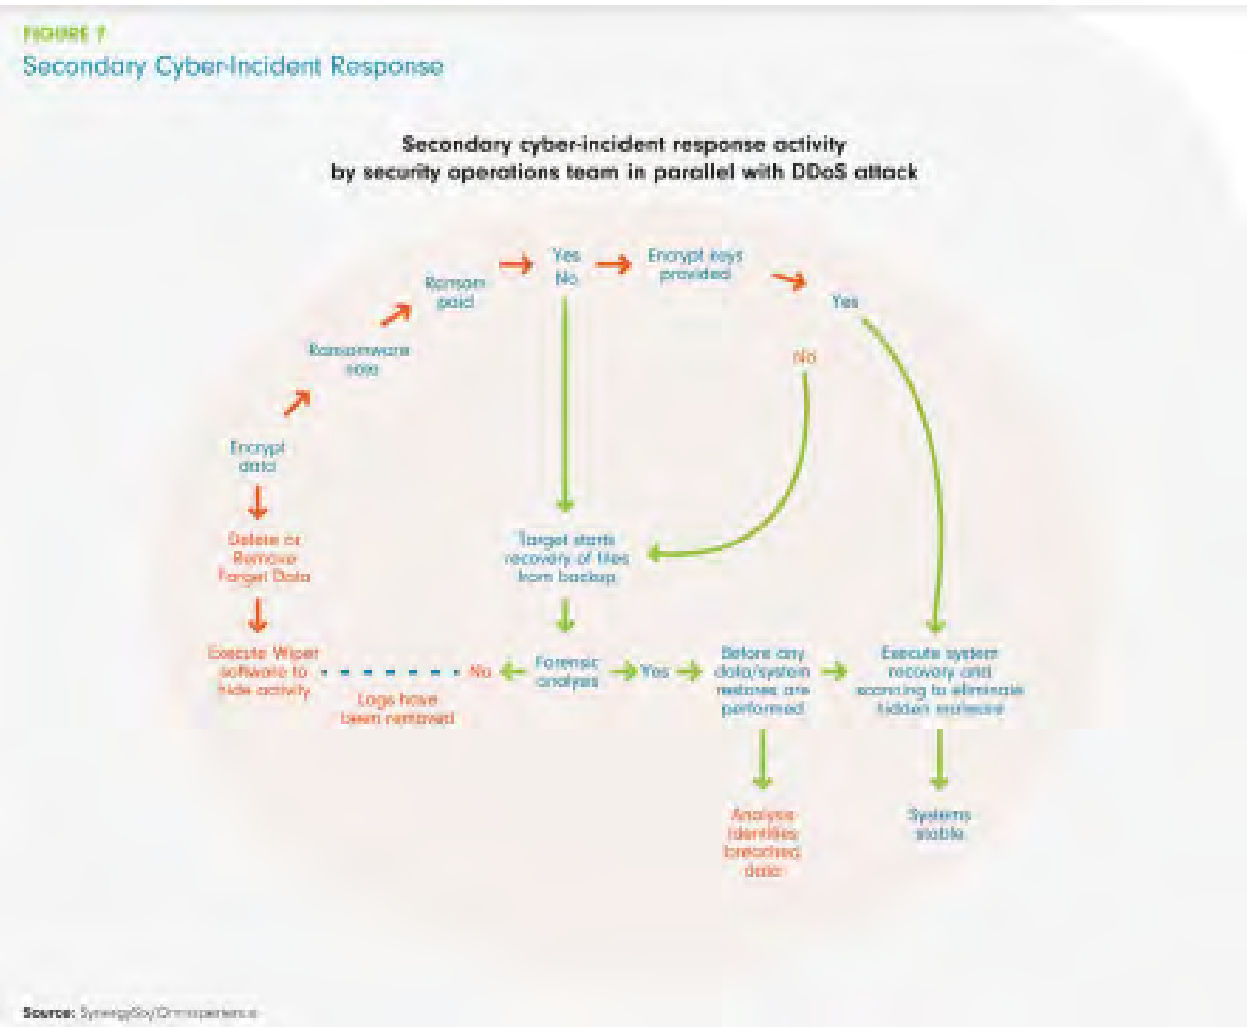 FIGURE 7
Secondary Cyber-Incident Response
Secondary cyber-incident response activity
by security operations team in parallel with DDoS attack
Yes
No
Encrypt keys
provided
Yes
No
Ransom
paid
Ransomware
Encrypt
data
Delete or
Remove
Target Data
Execute Wiper
software to
hide activity
Logs have
been removed
No
Target starts
recovery of files
from backup
Forensic
analysis
Yes
Before any
data/system
restores are
performed
Execute system
recovery and
scanning to eliminate
hidden malware
Analysis
identifies
breached
data
Systems
stable
Source: